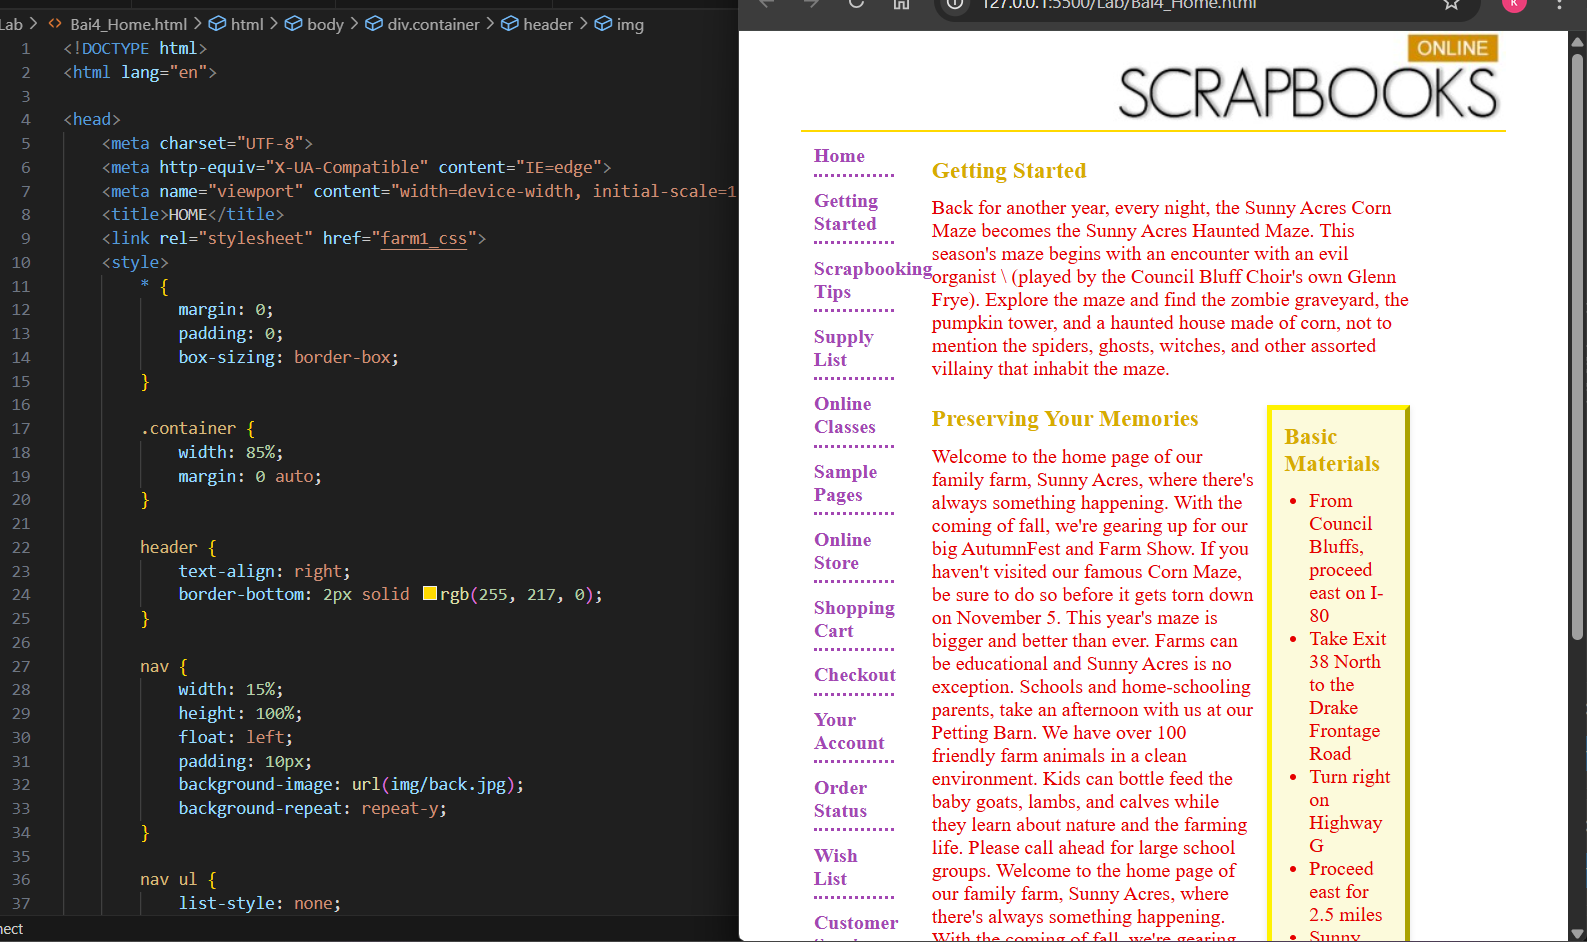 Lab > <> Bai4_Home.html > html > body > div.container > header > img
1 <!DOCTYPE html>
2 <html lang="en">
3
4 <head>
5 <meta charset="UTF-8">
6 <meta http-equiv="X-UA-Compatible" content="IE=edge">
7 <meta name="viewport" content="width=device-width, initial-scale=1
8 <title>HOME</title>
9 <link rel="stylesheet" href="farm1_css">
10 <style>
11 * {
12 margin: 0;
13 padding: 0;
14 box-sizing: border-box;
15 }
16
17 .container {
18 width: 85%;
19 margin: 0 auto;
20 }
21
22 header {
23 text-align: right;
24 border-bottom: 2px solid rgb(255, 217, 0);
25 }
26
27 nav {
28 width: 15%;
29 height: 100%;
30 float: left;
31 padding: 10px;
32 background-image: url(img/back.jpg);
33 background-repeat: repeat-y;
34 }
35
36 nav ul {
37 list-style: none;
nect
127.0.0.1:5500/Lab/Bai4_Home.html
K
ONLINE
SCRAPBOOKS
Home
Getting
Started
Scrapbooking
Tips
Supply
List
Online
Classes
Sample
Pages
Online
Store
Shopping
Cart
Checkout
Your
Account
Order
Status
Wish
List
Customer
Getting Started
Back for another year, every night, the Sunny Acres Corn
Maze becomes the Sunny Acres Haunted Maze. This
season's maze begins with an encounter with an evil
organist \ (played by the Council Bluff Choir's own Glenn
Frye). Explore the maze and find the zombie graveyard, the
pumpkin tower, and a haunted house made of corn, not to
mention the spiders, ghosts, witches, and other assorted
villainy that inhabit the maze.
Preserving Your Memories
Welcome to the home page of our
family farm, Sunny Acres, where there's
always something happening. With the
coming of fall, we're gearing up for our
big AutumnFest and Farm Show. If you
haven't visited our famous Corn Maze,
be sure to do so before it gets torn down
on November 5. This year's maze is
bigger and better than ever. Farms can
be educational and Sunny Acres is no
exception. Schools and home-schooling
parents, take an afternoon with us at our
Petting Barn. We have over 100
friendly farm animals in a clean
environment. Kids can bottle feed the
baby goats, lambs, and calves while
they learn about nature and the farming
life. Please call ahead for large school
groups. Welcome to the home page of
our family farm, Sunny Acres, where
there's always something happening.
With the coming of fall, we're gearing
Basic
Materials
• From
Council
Bluffs,
proceed
east on I-
80
• Take Exit
38 North
to the
Drake
Frontage
Road
• Turn right
on
Highway
G
• Proceed
east for
2.5 miles
• Sunny